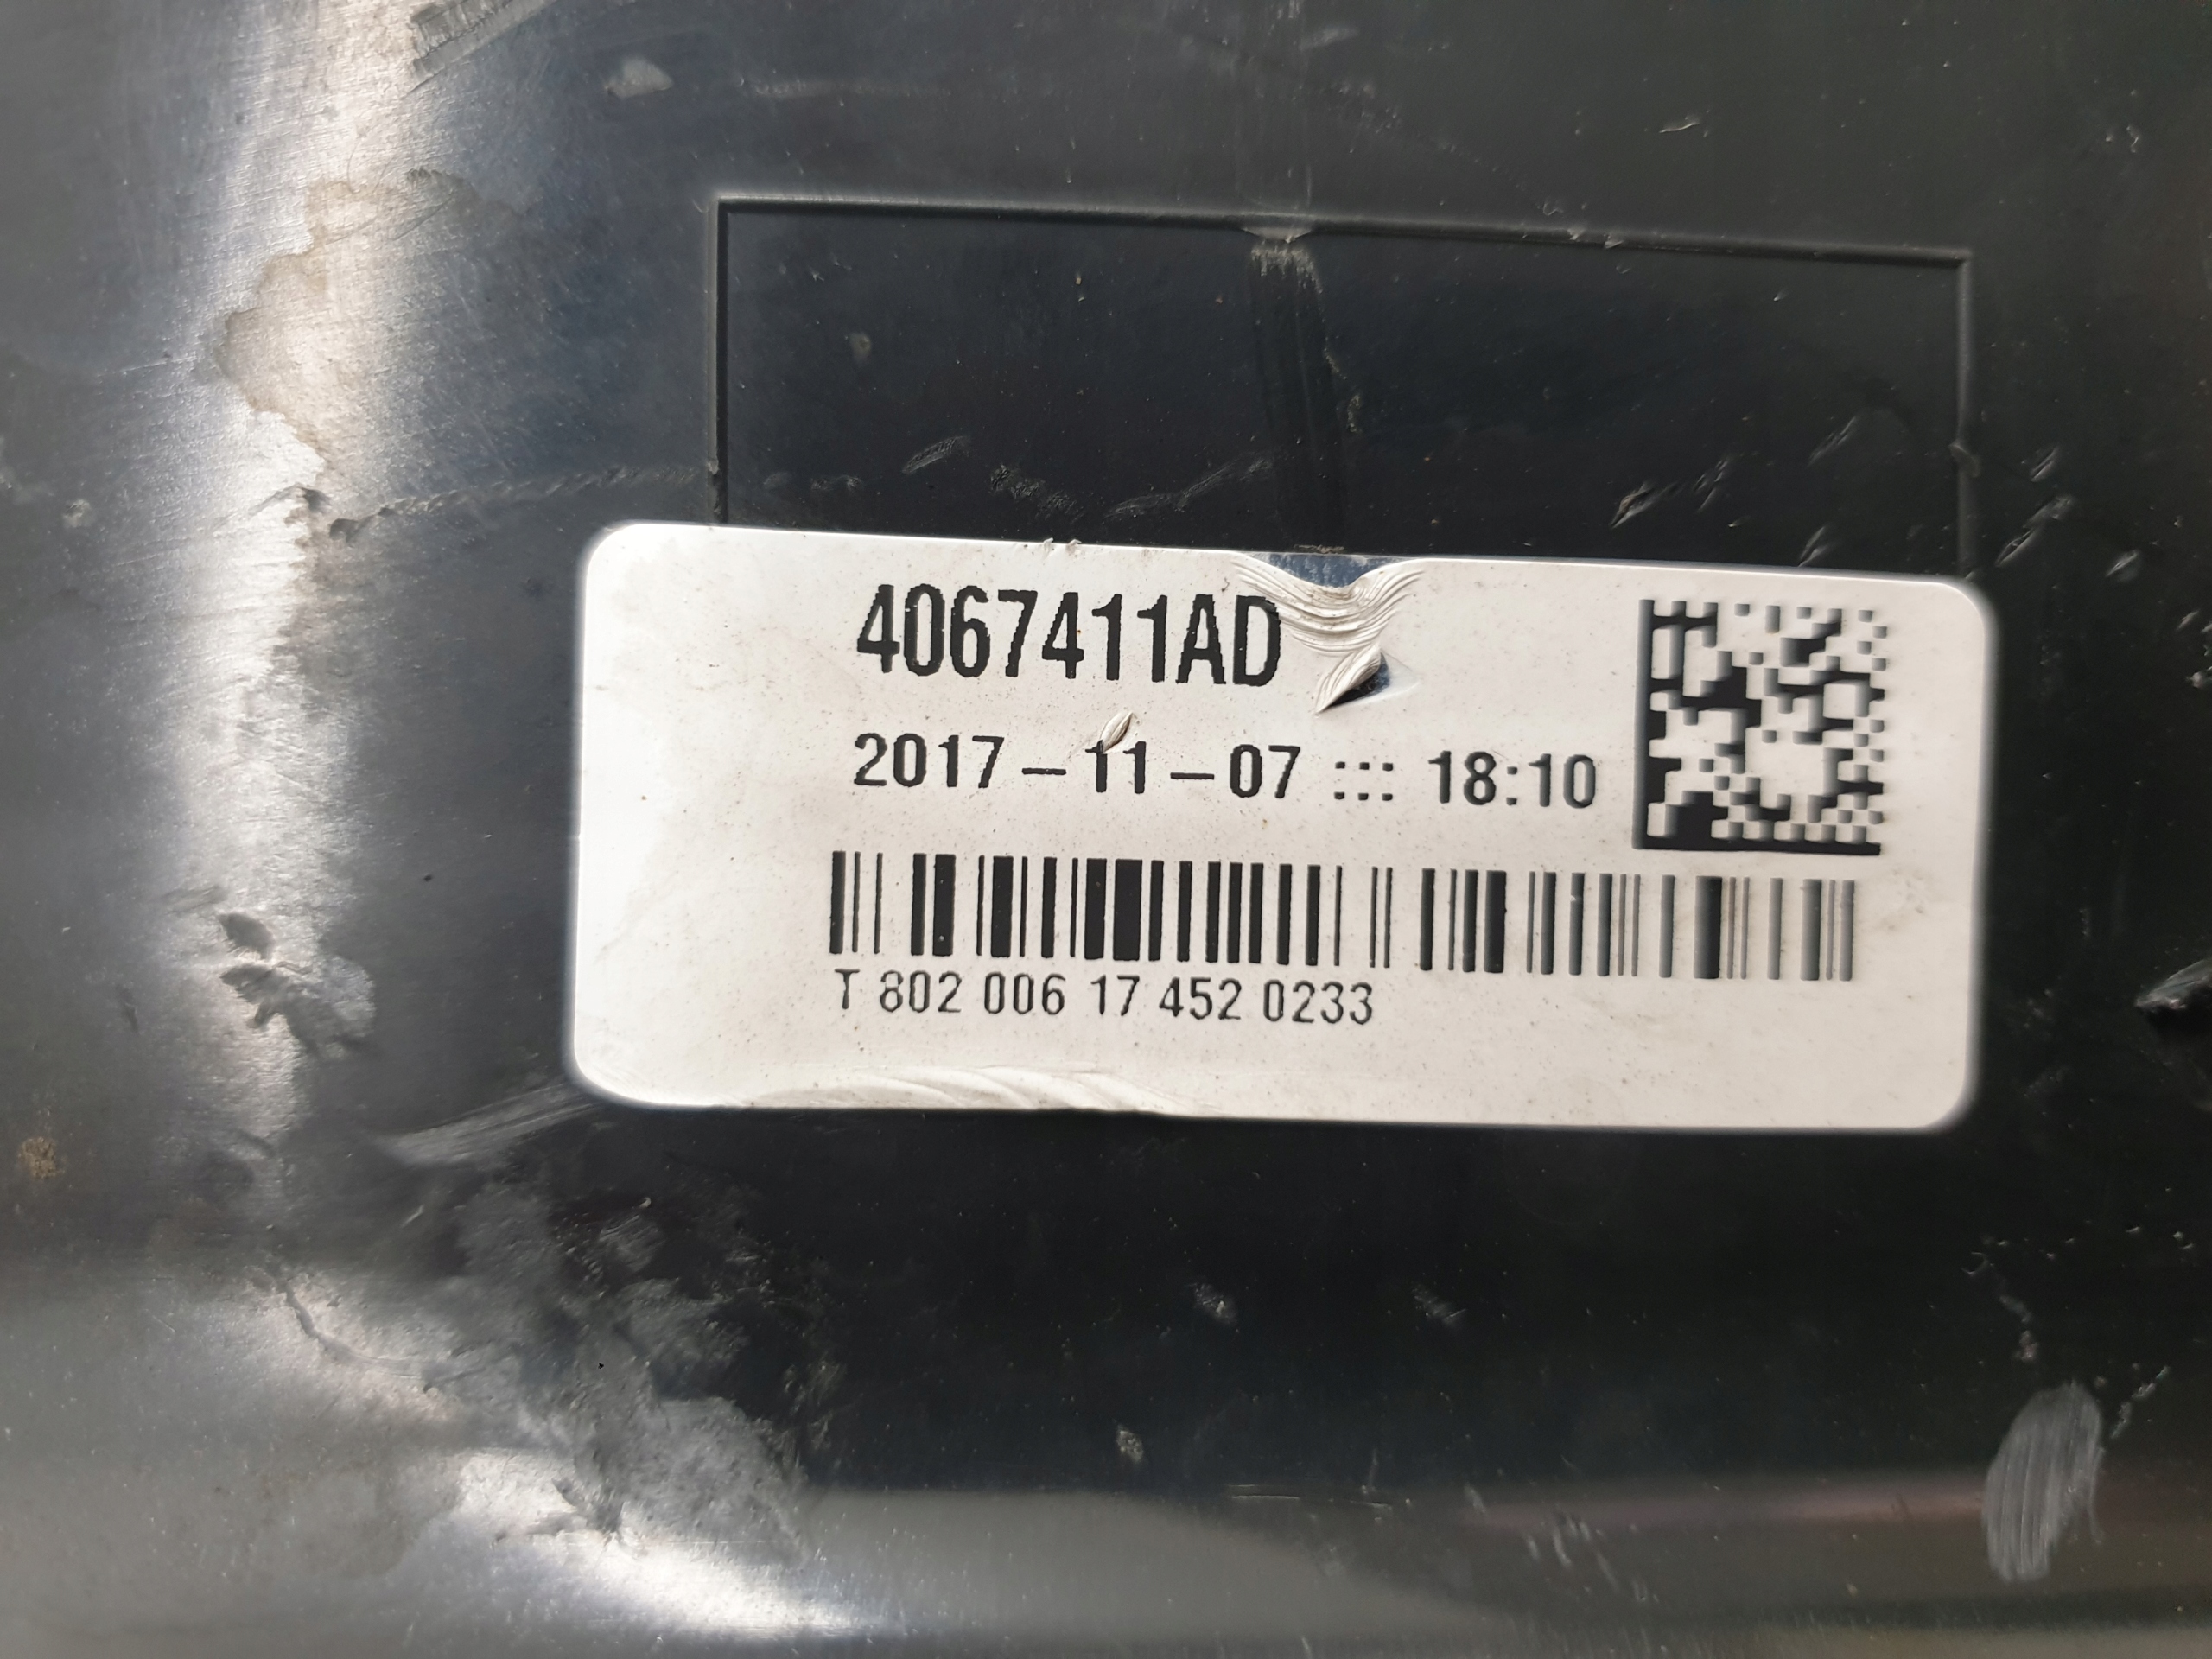 4067411AD
2017-11-07 ::: 18:10
T 802 006 17 452 0233